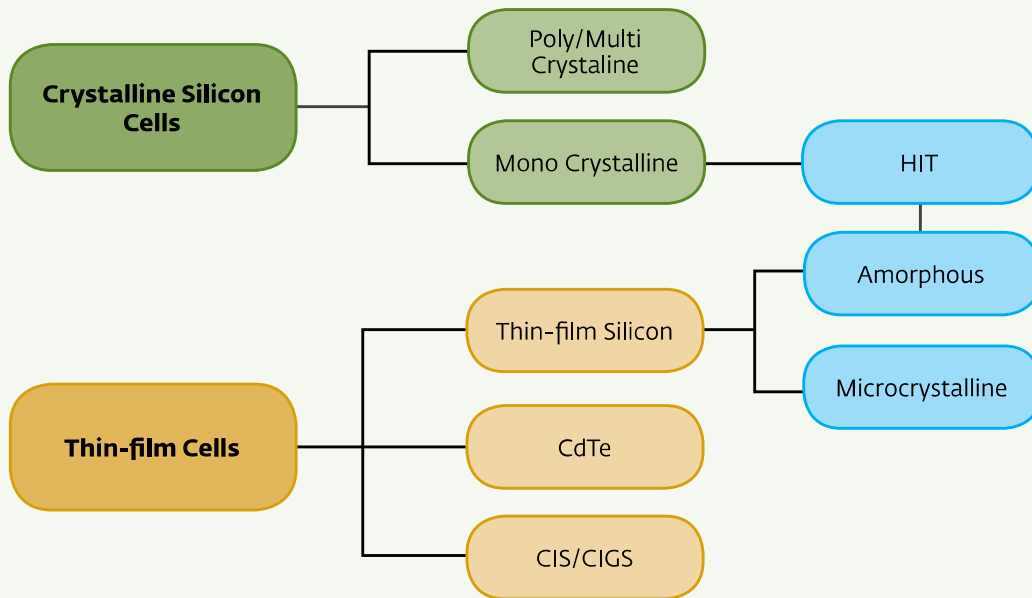 Crystalline Silicon
Cells
Poly/Multi
Crystaline
Mono Crystalline
HIT
Amorphous
Microcrystalline
Thin-film Cells
Thin-film Silicon
CdTe
CIS/CIGS